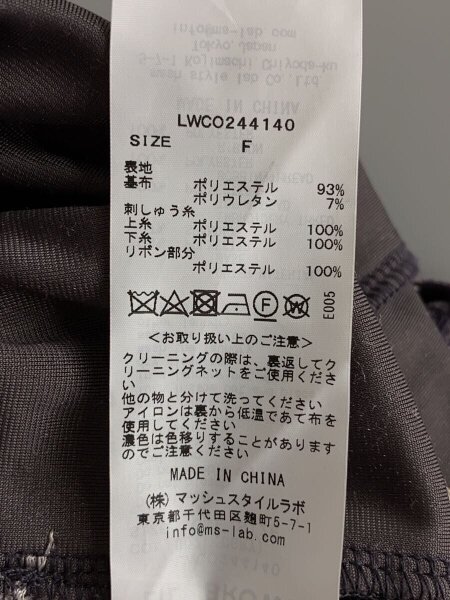 LWCO244140
SIZE F
表地
基布 ポリエステル 93%
ポリウレタン 7%
刺しゅう糸
上糸 ポリエステル 100%
下糸 ポリエステル 100%
リボン部分
ポリエステル 100%
F W E005
<お取り扱い上のご注意>
クリーニングの際は、裏返してク
リーニングネットをご使用くださ
い
他の物と分けて洗ってください
アイロンは裏から低温であて布を
使用してください
濃色は色移りすることがあります
のでご注意ください
MADE IN CHINA
(株) マッシュスタイルラボ
東京都千代田区麹町5-7-1
info@ms-lab.com